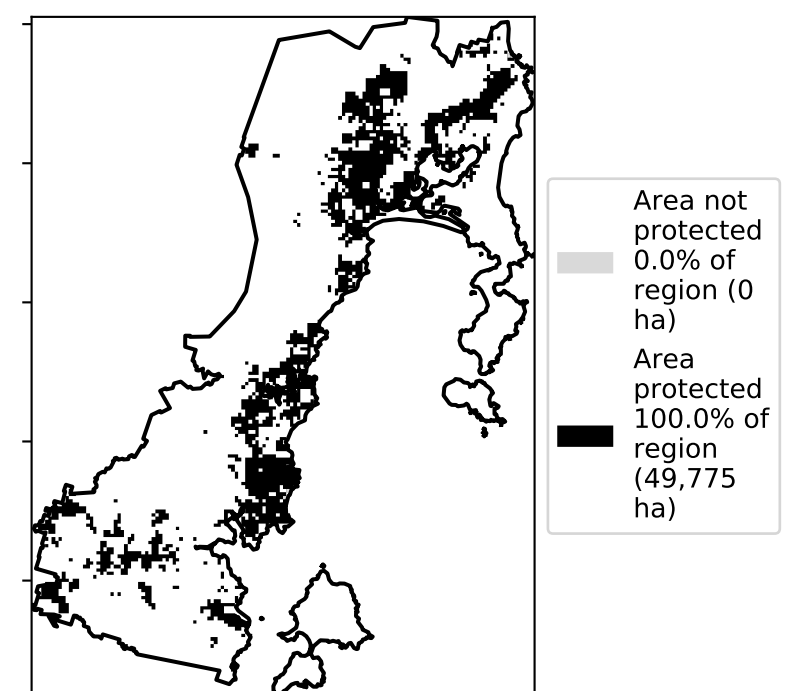 Area not
protected
0.0% of
region (0
ha)
Area
protected
100.0% of
region
(49,775
ha)